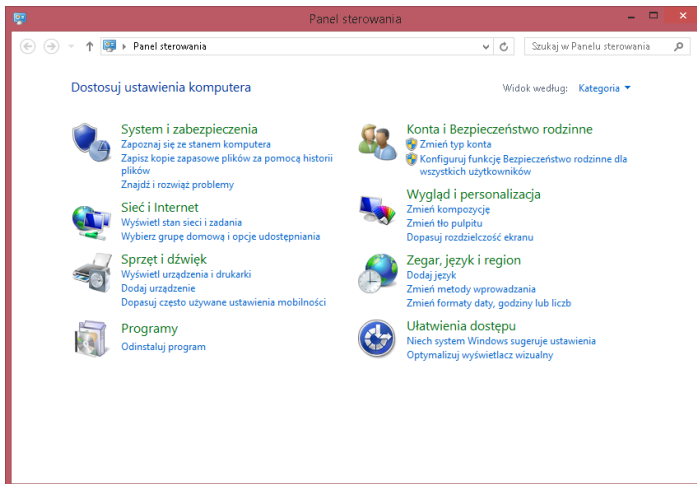 Panel sterowania
Panel sterowania
Szukaj w Panelu sterowania
Dostosuj ustawienia komputera
Widok według: Kategoria
System i zabezpieczenia
Zapoznaj się ze stanem komputera
Zapisz kopie zapasowe plików za pomocą historii
plików
Znajdź i rozwiąż problemy
Sieć i Internet
Wyświetl stan sieci i zadania
Wybierz grupę domową i opcje udostępniania
Sprzęt i dźwięk
Wyświetl urządzenia i drukarki
Dodaj urządzenie
Dopasuj często używane ustawienia mobilności
Programy
Odinstaluj program
Konta i Bezpieczeństwo rodzinne
Zmień typ konta
Konfiguruj funkcję Bezpieczeństwo rodzinne dla
wszystkich użytkowników
Wygląd i personalizacja
Zmień kompozycję
Zmień tło pulpitu
Dopasuj rozdzielczość ekranu
Zegar, język i region
Dodaj język
Zmień metody wprowadzania
Zmień formaty daty, godziny lub liczb
Ułatwienia dostępu
Niech system Windows sugeruje ustawienia
Optymalizuj wyświetlacz wizualny